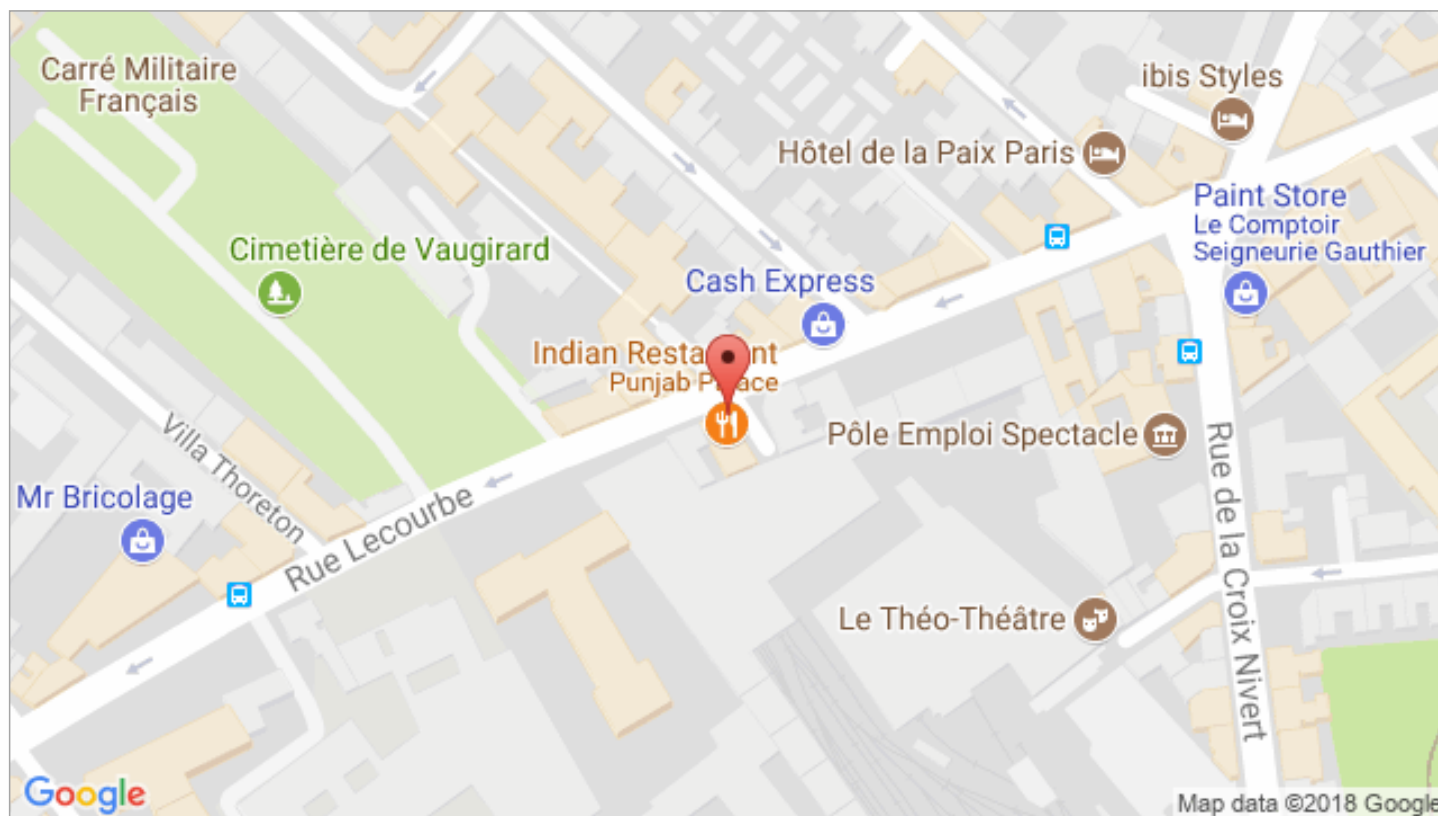 Carré Militaire
Français
ibis Styles
Hôtel de la Paix Paris
Paint Store
Le Comptoir
Seigneurie Gauthier
Cimetière de Vaugirard
Cash Express
Indian
Punjab
Pôle Emploi Spectacle
Villa Thoreton
Mr Bricolage
Rue Lecourbe
Rue de la Croix Nivert
Le Théo-Théâtre
Google
Map data ©2018 Google